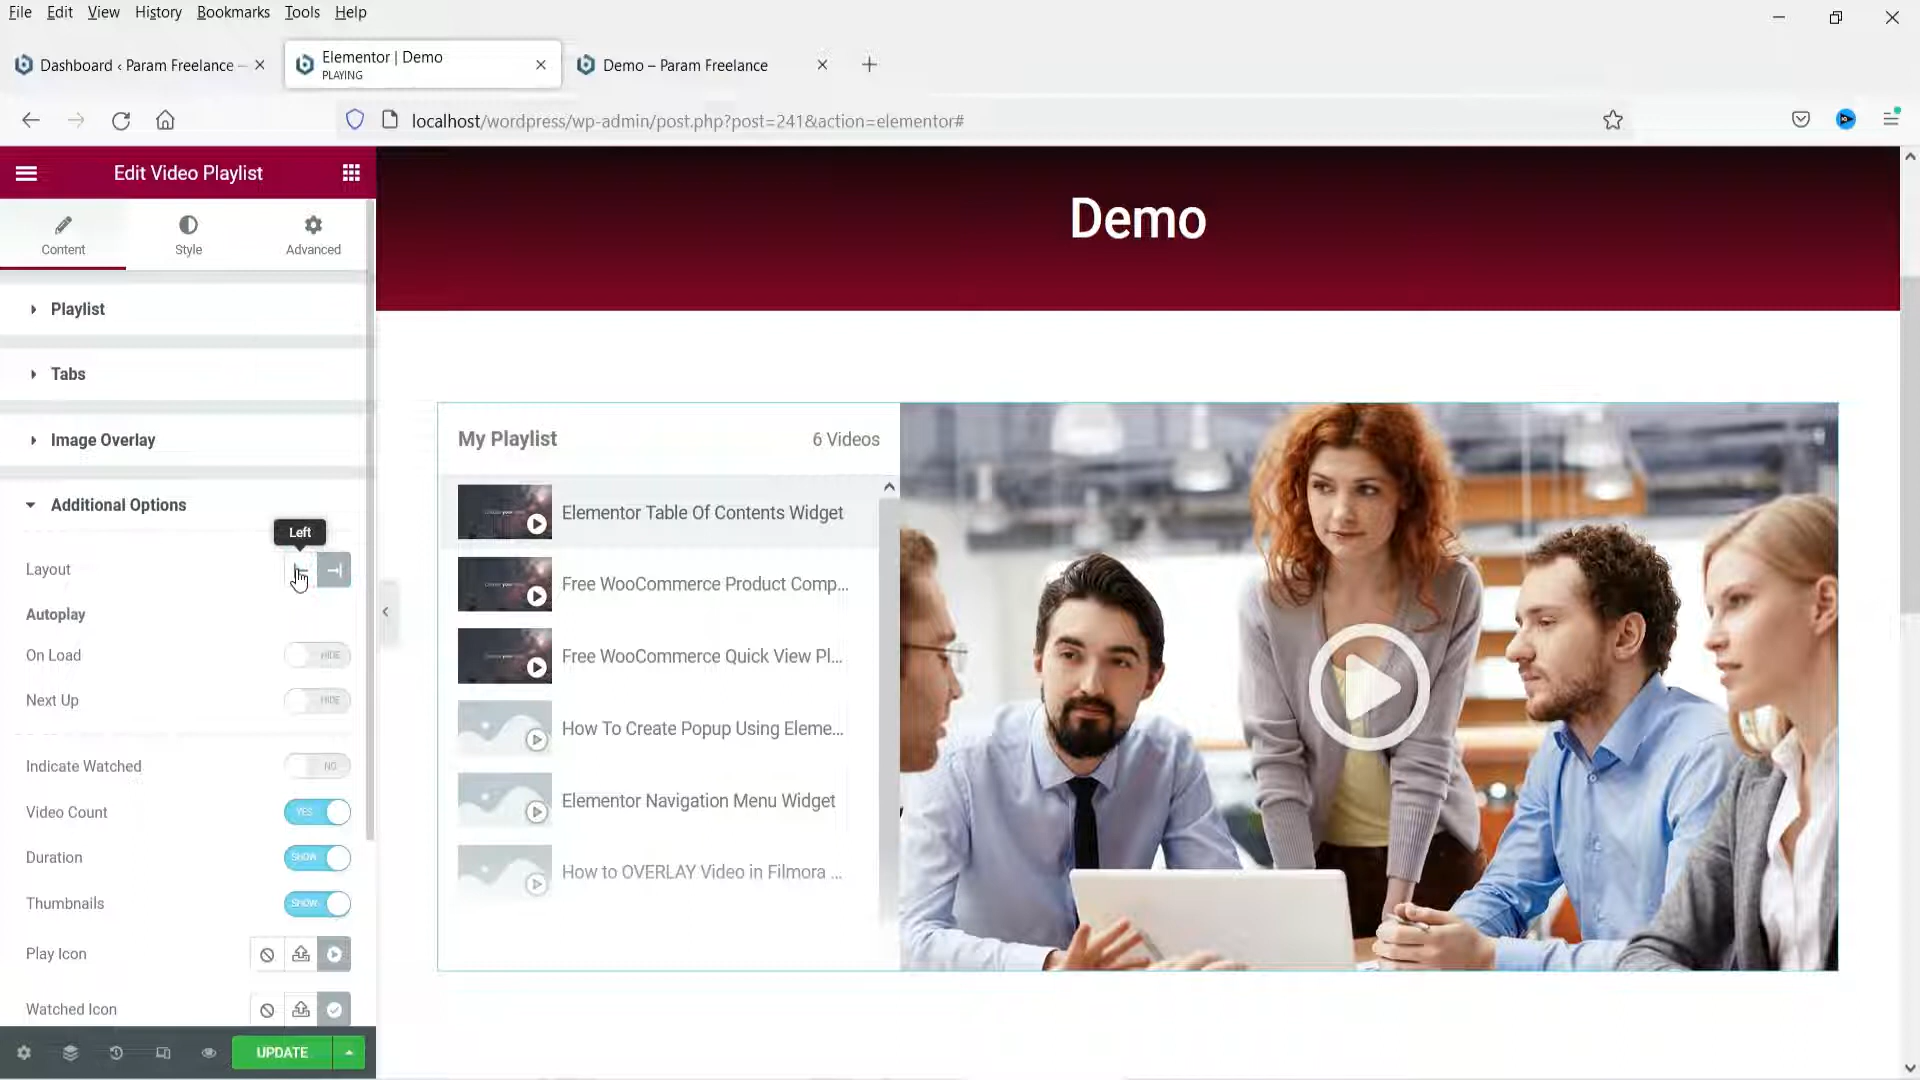 File Edit View History Bookmarks Tools Help
Dashboard ‹ Param Freelance —
Elementor | Demo
PLAYING
Demo – Param Freelance
localhost/wordpress/wp-admin/post.php?post=241&action=elementor#
Edit Video Playlist
Content
Style
Advanced
Playlist
Tabs
Image Overlay
Additional Options
Left
Layout
Autoplay
On Load
HIDE
Next Up
HIDE
Indicate Watched
NO
Video Count
YES
Duration
SHOW
Thumbnails
SHOW
Play Icon
Watched Icon
UPDATE
Demo
My Playlist
6 Videos
Elementor Table Of Contents Widget
Free WooCommerce Product Comp...
Free WooCommerce Quick View Pl...
How To Create Popup Using Eleme...
Elementor Navigation Menu Widget
How to OVERLAY Video in Filmora ...